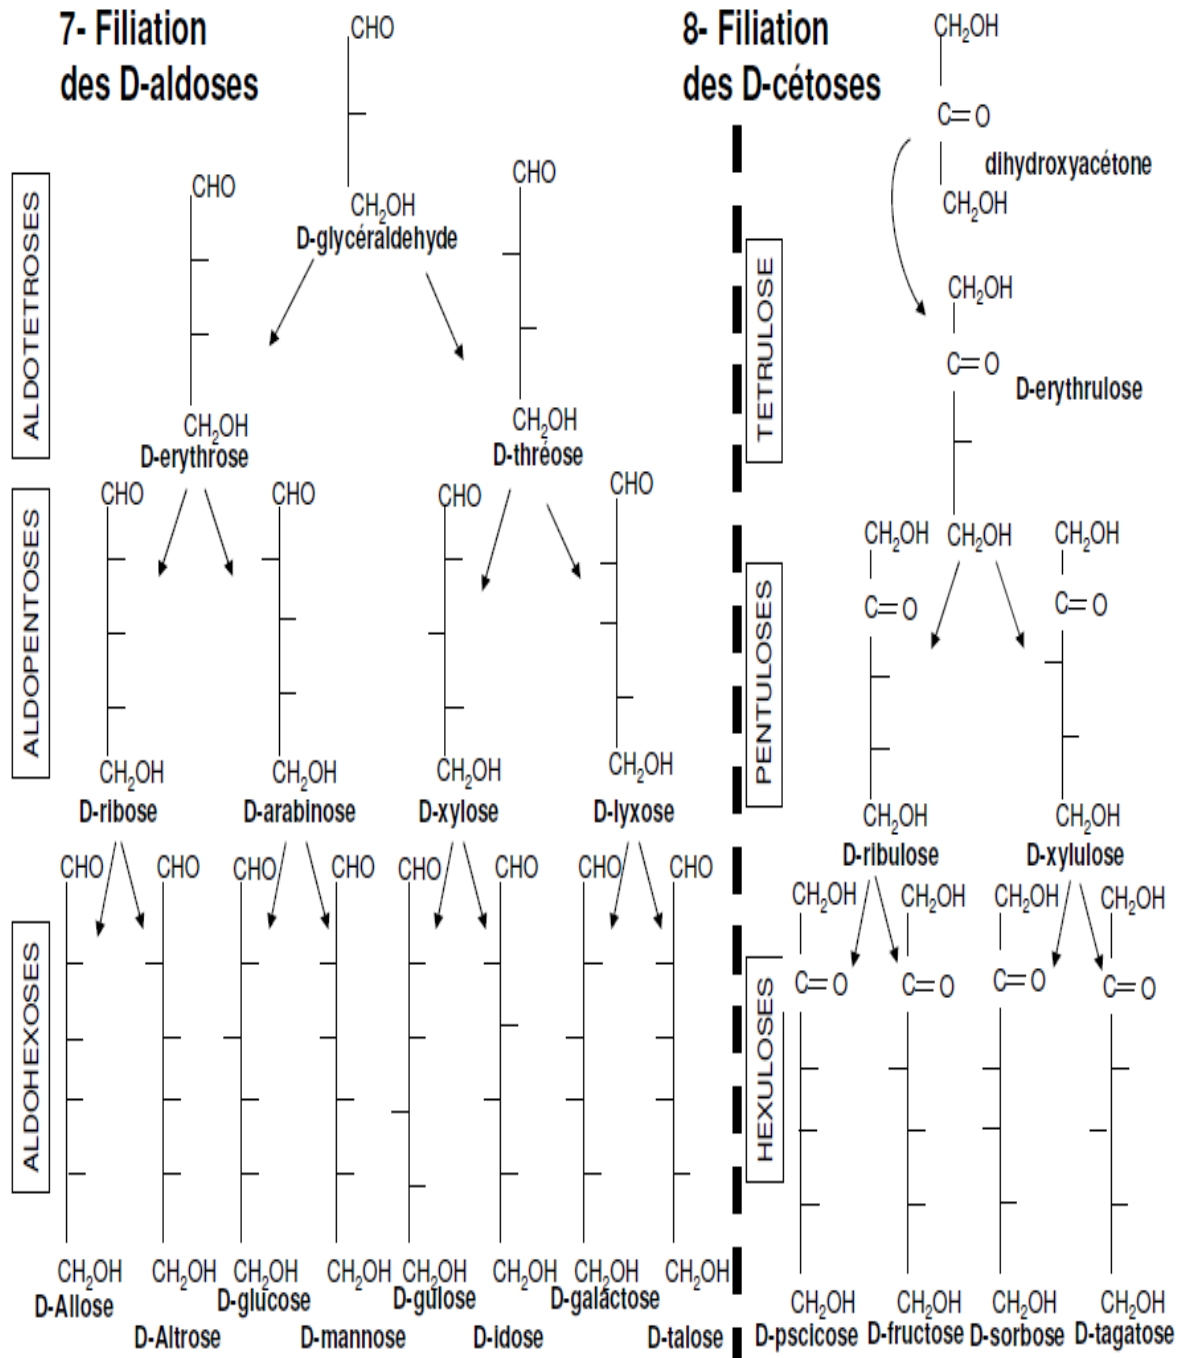 7- Filiation
des D-aldoses
CHO
CH₂OH
D-glycéraldehyde
ALDOTETROSES
CHO
CH₂OH
D-erythrose
CHO
CH₂OH
D-thréose
ALDOPENTOSES
CHO
CHO
CHO
CHO
CH₂OH
CH₂OH
CH₂OH
CH₂OH
D-ribose
D-arabinose
D-xylose
D-lyxose
ALDOHEXOSES
CHO
CHO
CHO
CHO
CHO
CHO
CHO
CHO
CH₂OH
CH₂OH
CH₂OH
CH₂OH
CH₂OH
CH₂OH
CH₂OH
CH₂OH
D-Allose
D-Altrose
D-glucose
D-mannose
D-gulose
D-idose
D-galactose
D-talose
8- Filiation
des D-cétoses
CH₂OH
C=O
dihydroxyacétone
CH₂OH
TETRULOSE
CH₂OH
C=O
D-erythrulose
CH₂OH
PENTULOSES
CH₂OH
CH₂OH
C=O
C=O
CH₂OH
CH₂OH
D-ribulose
D-xylulose
HEXULOSES
CH₂OH
CH₂OH
CH₂OH
CH₂OH
C=O
C=O
C=O
C=O
CH₂OH
CH₂OH
CH₂OH
CH₂OH
D-pscicose
D-fructose
D-sorbose
D-tagatose